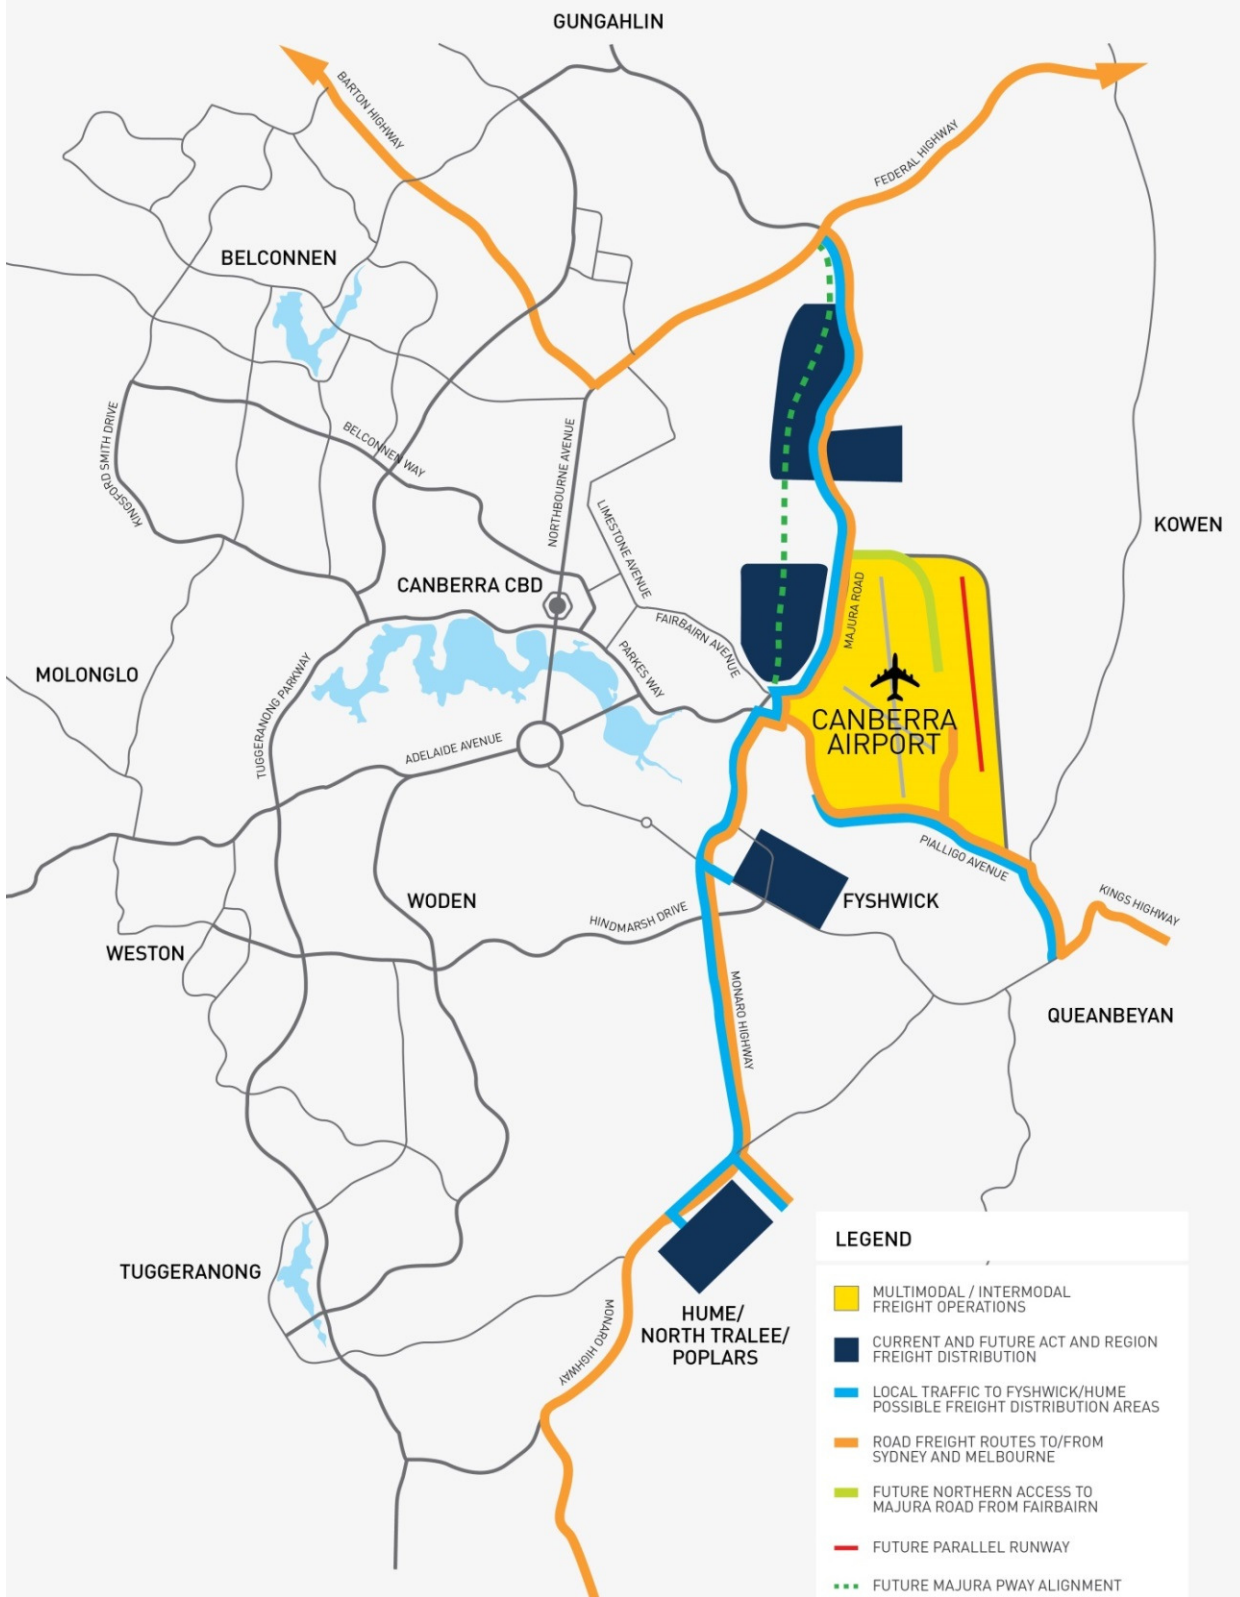 GUNGAHLIN
BARTON HIGHWAY
FEDERAL HIGHWAY
BELCONNEN
KINGSFORD SMITH DRIVE
BELCONNEN WAY
NORTHBOURNE AVENUE
LIMESTONE AVENUE
KOWEN
CANBERRA CBD
FAIRBAIRN AVENUE
MAJURA ROAD
MOLONGLO
TUGGERANONG PARKWAY
PARKES WAY
ADELAIDE AVENUE
CANBERRA
AIRPORT
PIALLIGO AVENUE
WODEN
HINDMARSH DRIVE
FYSHWICK
KINGS HIGHWAY
WESTON
MONARO HIGHWAY
QUEANBEYAN
TUGGERANONG
HUME/
NORTH TRALEE/
POPLARS
MONARO HIGHWAY
LEGEND
MULTIMODAL / INTERMODAL
FREIGHT OPERATIONS
CURRENT AND FUTURE ACT AND REGION
FREIGHT DISTRIBUTION
LOCAL TRAFFIC TO FYSHWICK/HUME
POSSIBLE FREIGHT DISTRIBUTION AREAS
ROAD FREIGHT ROUTES TO/FROM
SYDNEY AND MELBOURNE
FUTURE NORTHERN ACCESS TO
MAJURA ROAD FROM FAIRBAIRN
FUTURE PARALLEL RUNWAY
FUTURE MAJURA PWAY ALIGNMENT